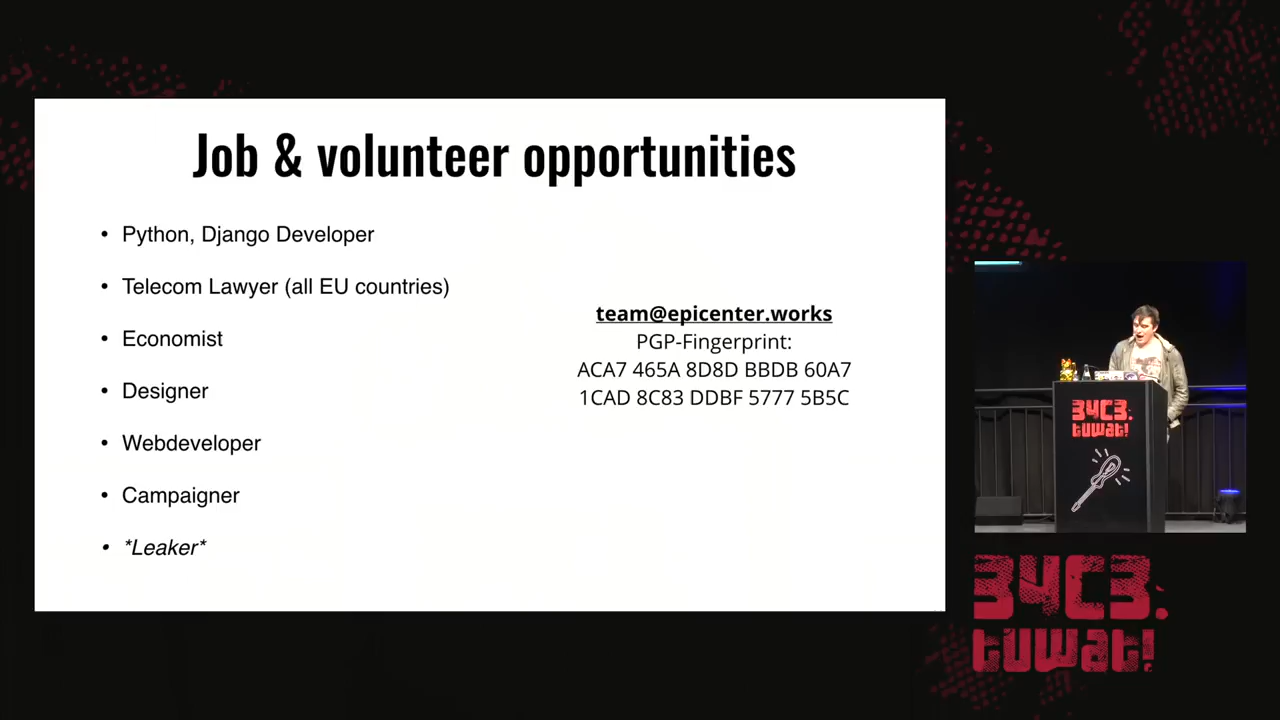 Job & volunteer opportunities
• Python, Django Developer
• Telecom Lawyer (all EU countries)
• Economist
• Designer
• Webdeveloper
• Campaigner
• *Leaker*
team@epicenter.works
PGP-Fingerprint:
ACA7 465A 8D8D BBDB 60A7
1CAD 8C83 DDBF 5777 5B5C
34C3.
tuwat!
34C3.
tuwat!